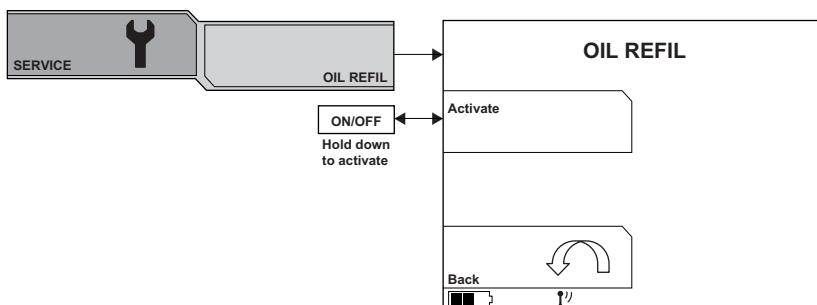 SERVICE
OIL REFIL
OIL REFIL
ON/OFF
Hold down
to activate
Activate
Back